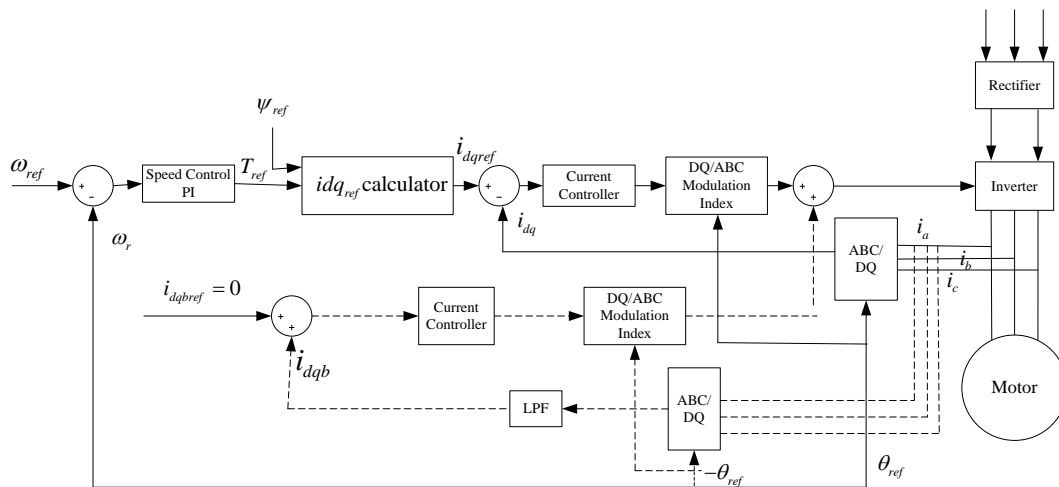 Rectifier
ψref
ωref
+
−
Speed Control
PI
Tref
idqref calculator
idqref
+
−
Current
Controller
DQ/ABC
Modulation
Index
+
+
Inverter
ωr
idq
ABC/
DQ
ia
ib
ic
idqbref = 0
+
+
Current
Controller
DQ/ABC
Modulation
Index
idqb
LPF
ABC/
DQ
Motor
−θref
θref